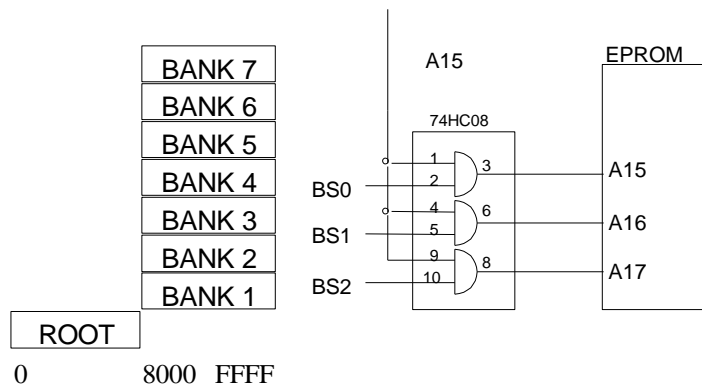 BANK 7
BANK 6
BANK 5
BANK 4
BANK 3
BANK 2
BANK 1
ROOT
0 8000 FFFF
A15
EPROM
74HC08
1
2
3
BS0
A15
4
5
6
BS1
A16
9
10
8
BS2
A17